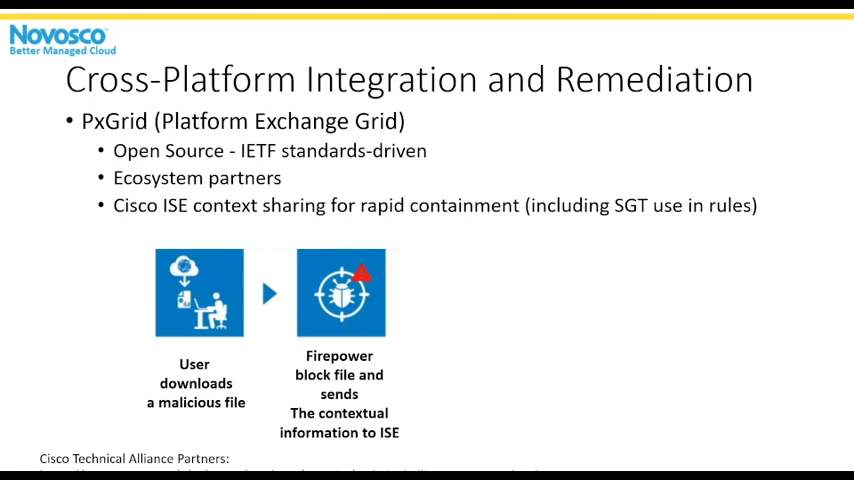 Novosco
Better Managed Cloud
Cross-Platform Integration and Remediation
• PxGrid (Platform Exchange Grid)
• Open Source - IETF standards-driven
• Ecosystem partners
• Cisco ISE context sharing for rapid containment (including SGT use in rules)
User
downloads
a malicious file
Firepower
block file and
sends
The contextual
information to ISE
Cisco Technical Alliance Partners: